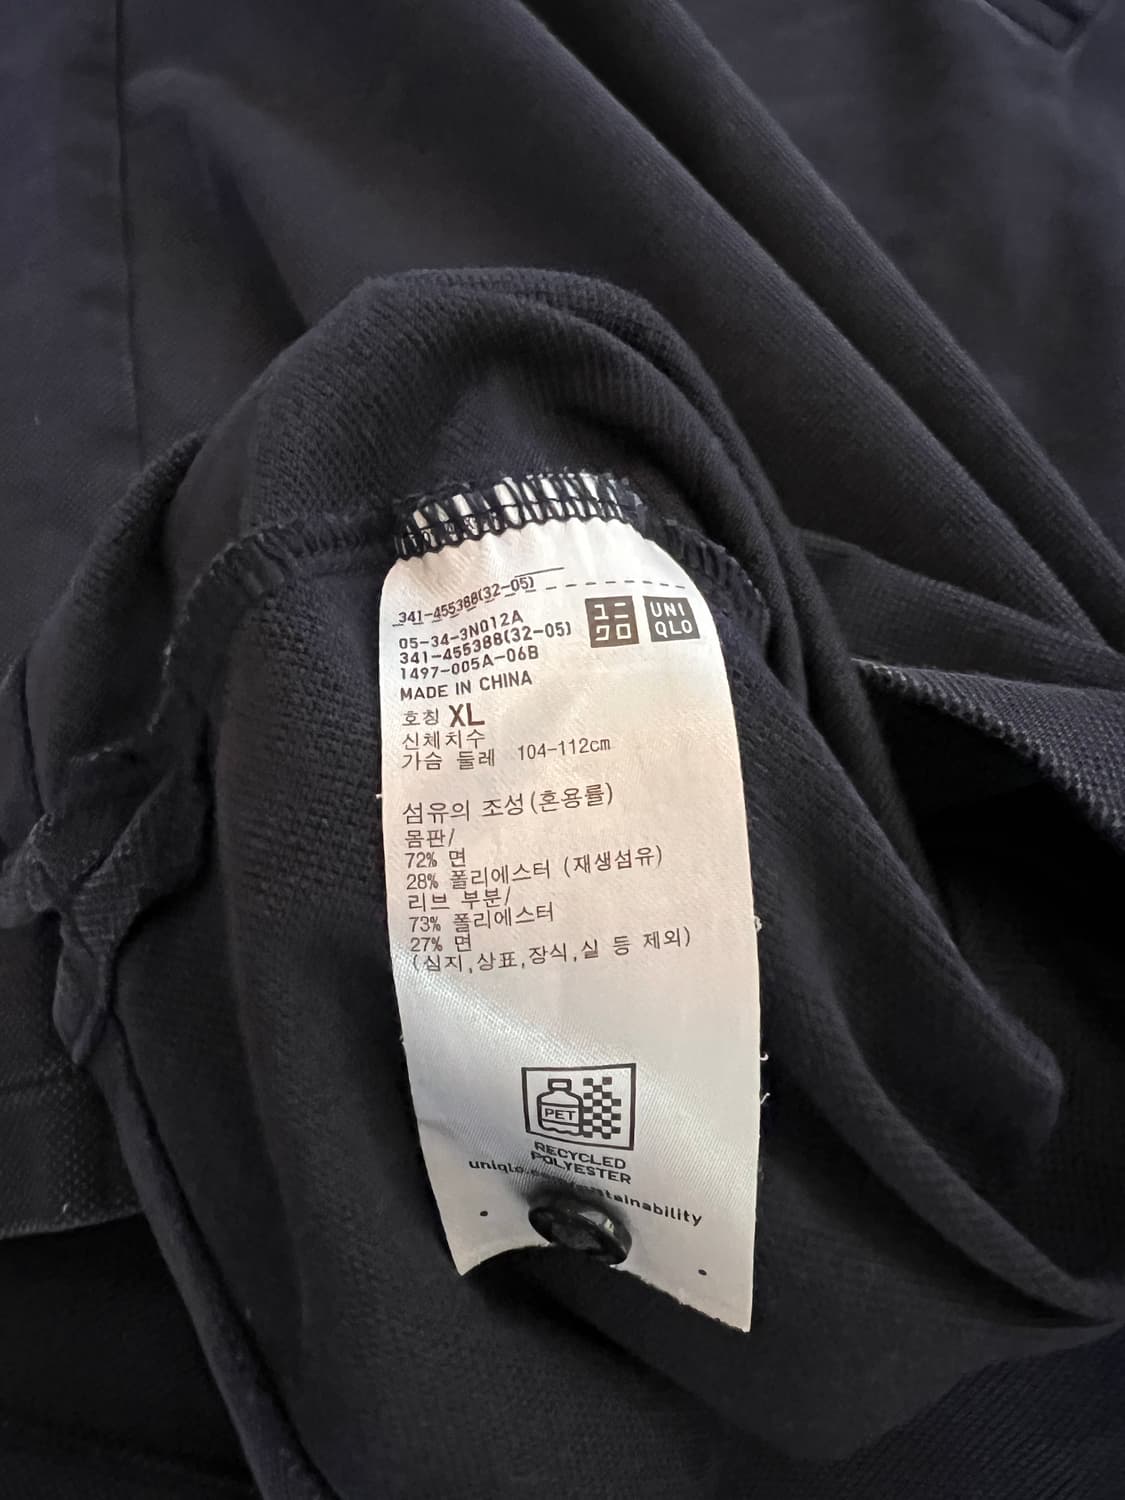 341-455388(32-05)
05-34-3N012A
341-455388(32-05)
1497-005A-06B
MADE IN CHINA
ユニクロ
UNIQLO
호칭 XL
신체치수
가슴 둘레 104-112cm
섬유의 조성(혼용률)
몸판/
72% 면
28% 폴리에스터 (재생섬유)
리브 부분/
73% 폴리에스터
27% 면
(심지,상표,장식,실 등 제외)
PET
RECYCLED
POLYESTER